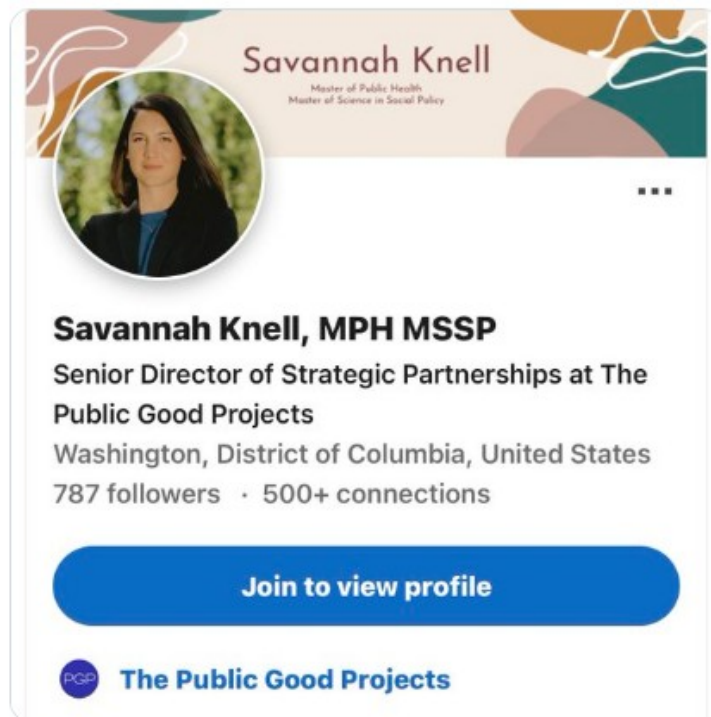 Savannah Knell
Master of Public Health
Master of Science in Social Policy
Savannah Knell, MPH MSSP
Senior Director of Strategic Partnerships at The
Public Good Projects
Washington, District of Columbia, United States
787 followers · 500+ connections
Join to view profile
PGP The Public Good Projects